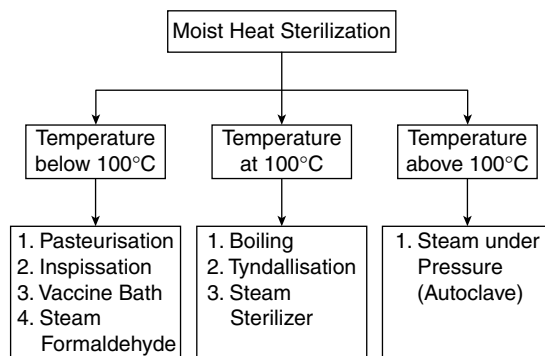 Moist Heat Sterilization
Temperature
below 100°C
Temperature
at 100°C
Temperature
above 100°C
1. Pasteurisation
2. Inspissation
3. Vaccine Bath
4. Steam
Formaldehyde
1. Boiling
2. Tyndallisation
3. Steam
Sterilizer
1. Steam under
Pressure
(Autoclave)